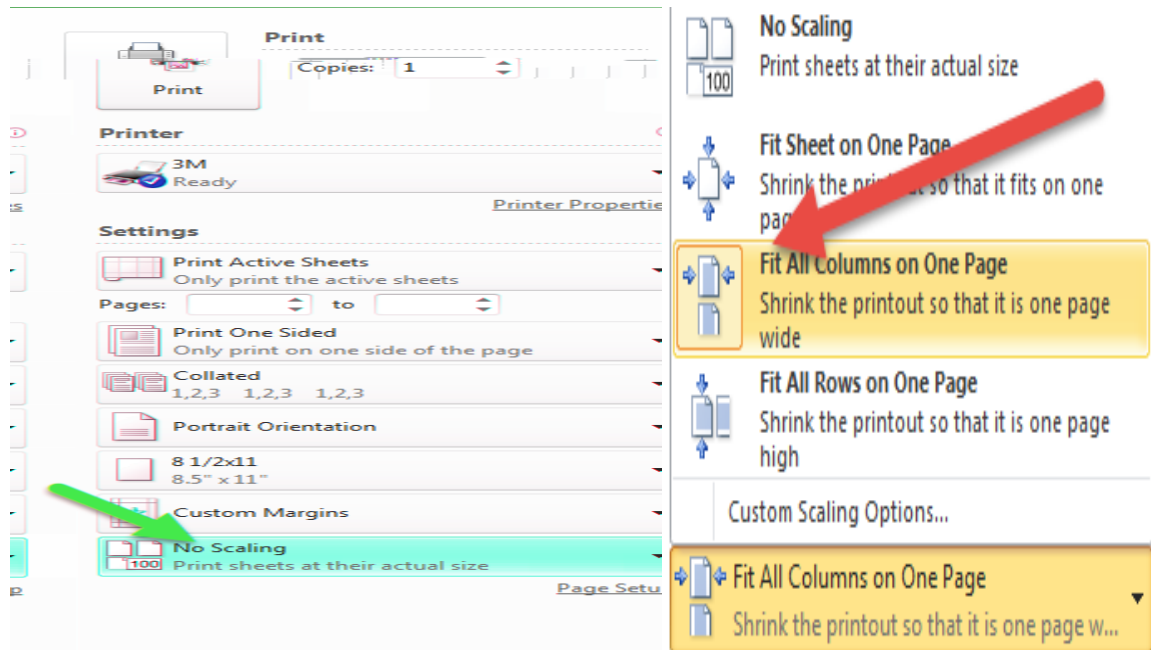 Print
Copies: 1
Print
Printer
3M
Ready
Printer Propertie
Settings
Print Active Sheets
Only print the active sheets
Pages: to
Print One Sided
Only print on one side of the page
Collated
1,2,3 1,2,3 1,2,3
Portrait Orientation
8 1/2x11
8.5" x 11"
Custom Margins
No Scaling
100 Print sheets at their actual size
Page Setu
No Scaling
Print sheets at their actual size
100
Fit Sheet on One Page
Shrink the printout so that it fits on one
pag
Fit All Columns on One Page
Shrink the printout so that it is one page
wide
Fit All Rows on One Page
Shrink the printout so that it is one page
high
Custom Scaling Options...
Fit All Columns on One Page
Shrink the printout so that it is one page w...